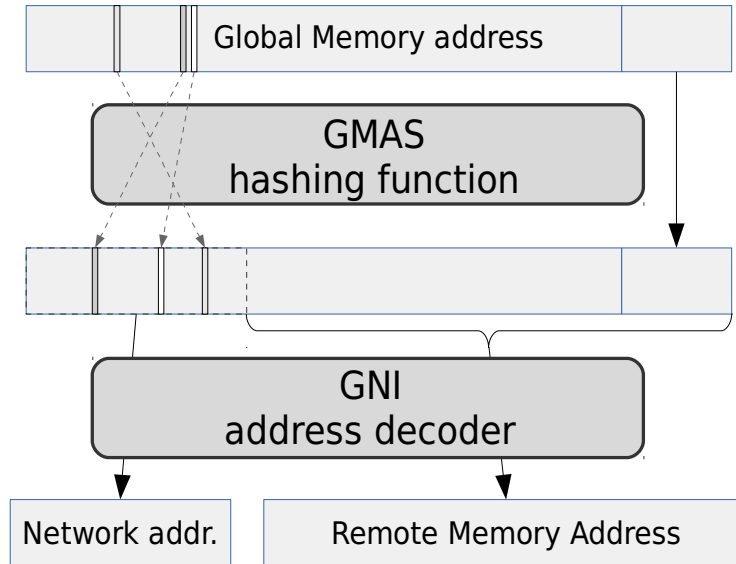 Global Memory address
GMAS
hashing function
GNI
address decoder
Network addr.
Remote Memory Address